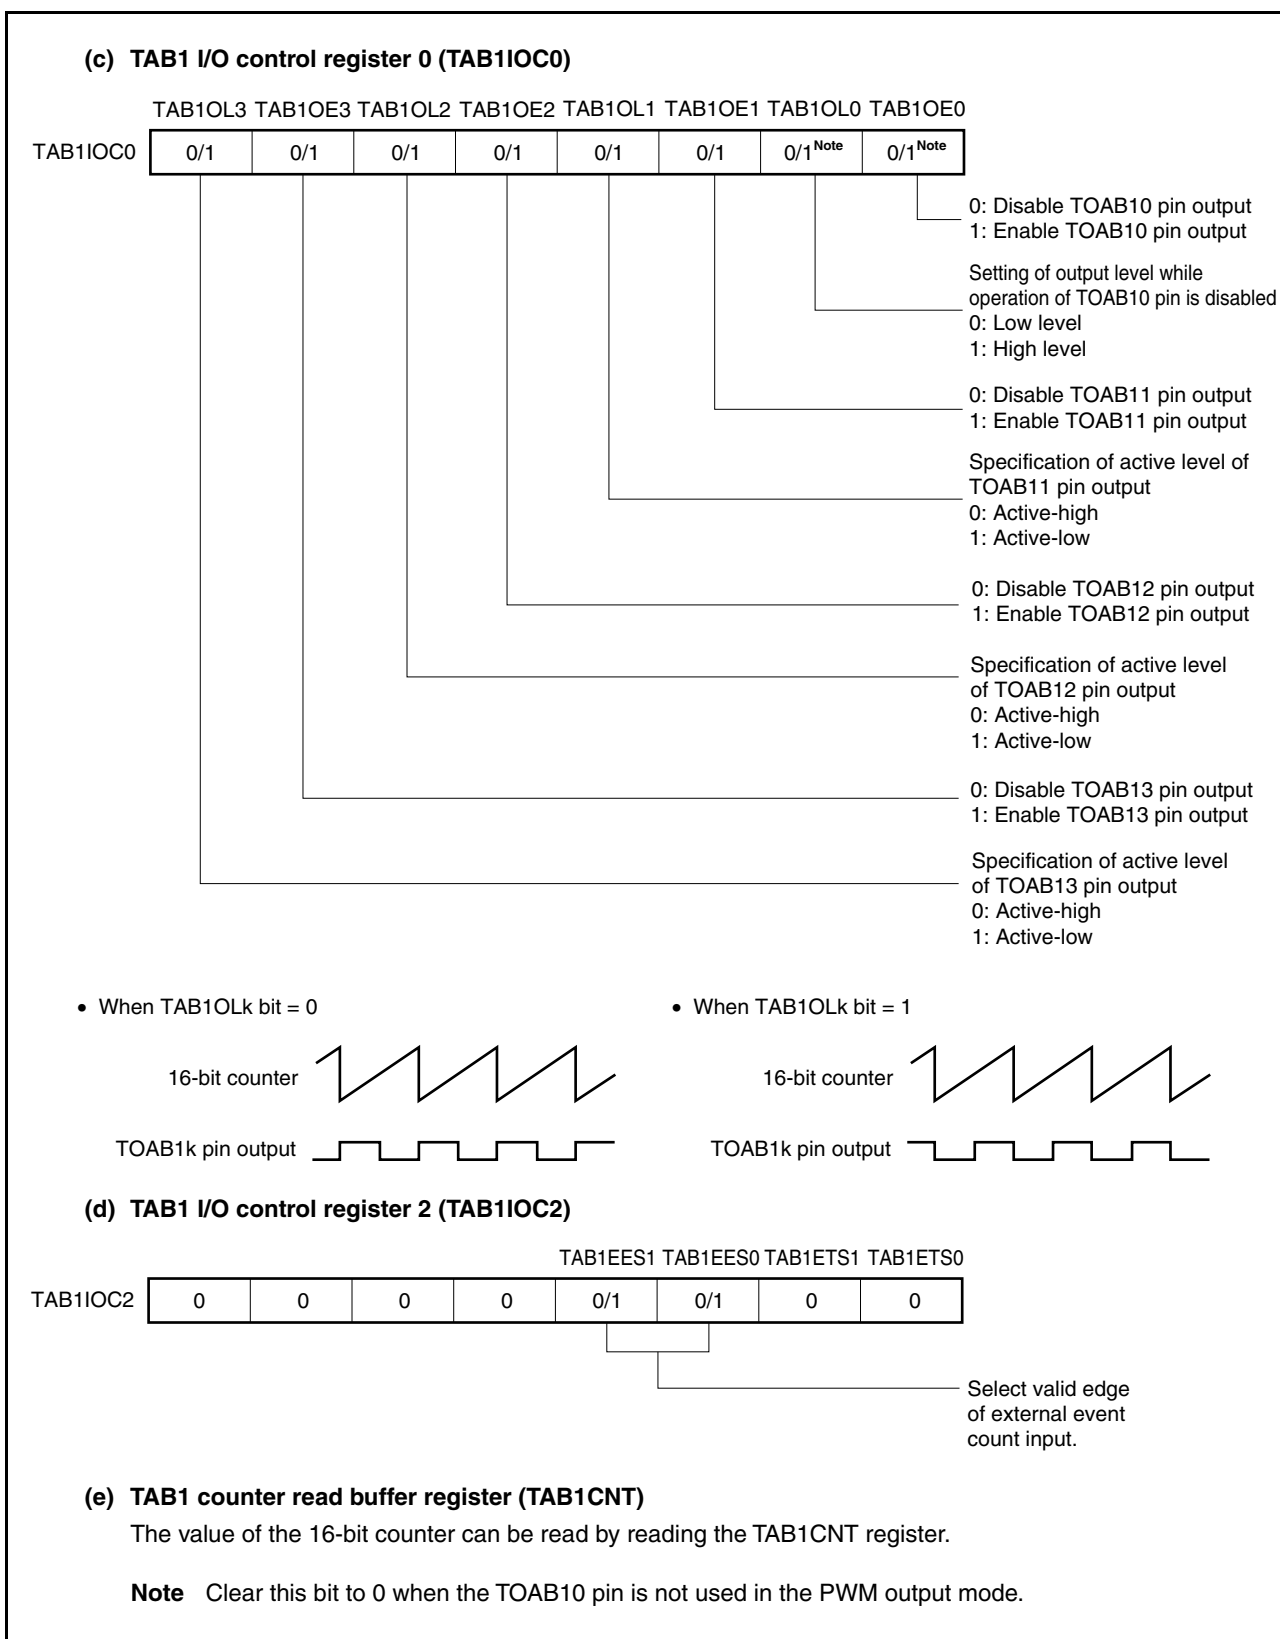 (c) TAB1 I/O control register 0 (TAB1IOC0)
TAB1OL3 TAB1OE3 TAB1OL2 TAB1OE2 TAB1OL1 TAB1OE1 TAB1OL0 TAB1OE0
TAB1IOC0 0/1 0/1 0/1 0/1 0/1 0/1 0/1Note 0/1Note
0: Disable TOAB10 pin output
1: Enable TOAB10 pin output
Setting of output level while
operation of TOAB10 pin is disabled
0: Low level
1: High level
0: Disable TOAB11 pin output
1: Enable TOAB11 pin output
Specification of active level of
TOAB11 pin output
0: Active-high
1: Active-low
0: Disable TOAB12 pin output
1: Enable TOAB12 pin output
Specification of active level
of TOAB12 pin output
0: Active-high
1: Active-low
0: Disable TOAB13 pin output
1: Enable TOAB13 pin output
Specification of active level
of TOAB13 pin output
0: Active-high
1: Active-low
• When TAB1OLk bit = 0
16-bit counter
TOAB1k pin output
• When TAB1OLk bit = 1
16-bit counter
TOAB1k pin output
(d) TAB1 I/O control register 2 (TAB1IOC2)
TAB1EES1 TAB1EES0 TAB1ETS1 TAB1ETS0
TAB1IOC2 0 0 0 0 0/1 0/1 0 0
Select valid edge
of external event
count input.
(e) TAB1 counter read buffer register (TAB1CNT)
The value of the 16-bit counter can be read by reading the TAB1CNT register.
Note Clear this bit to 0 when the TOAB10 pin is not used in the PWM output mode.